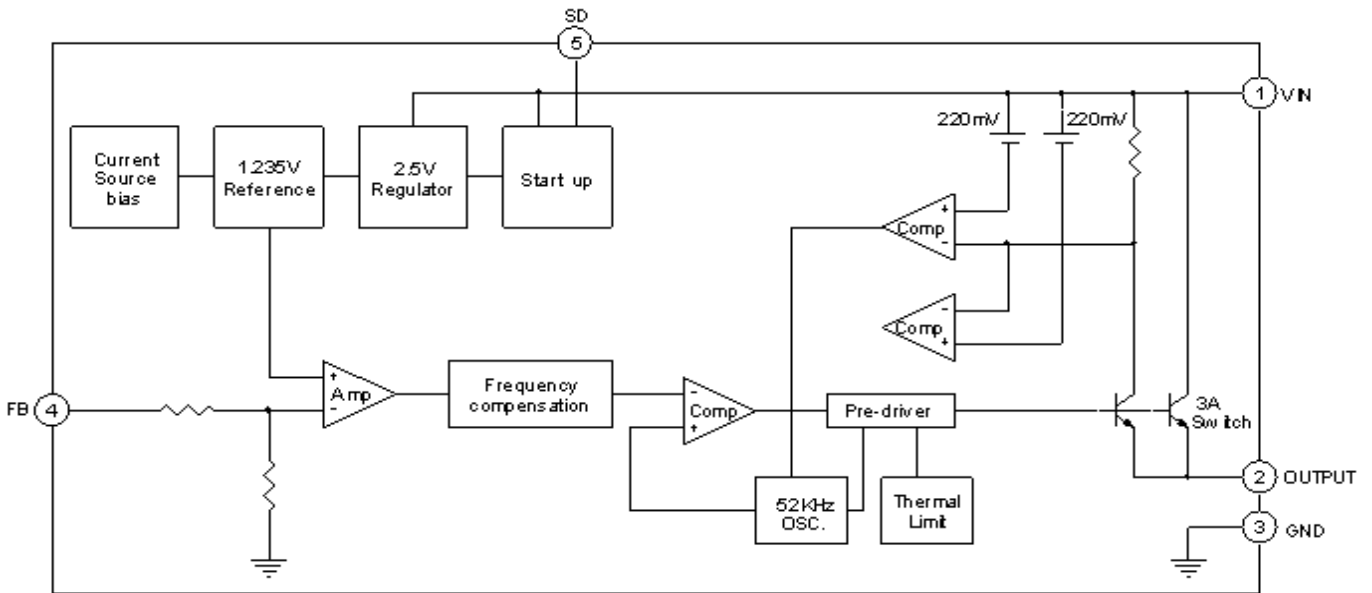 SD
5
1 VIN
220mV 220mV
Current
Source
bias
1.235V
Reference
2.5V
Regulator
Start up
+
Comp
-
-
Comp
+
+
Amp
-
Frequency
compensation
-
Comp
+
Pre-driver
3A
Switch
FB 4
52KHz
OSC.
Thermal
Limit
2 OUTPUT
3 GND